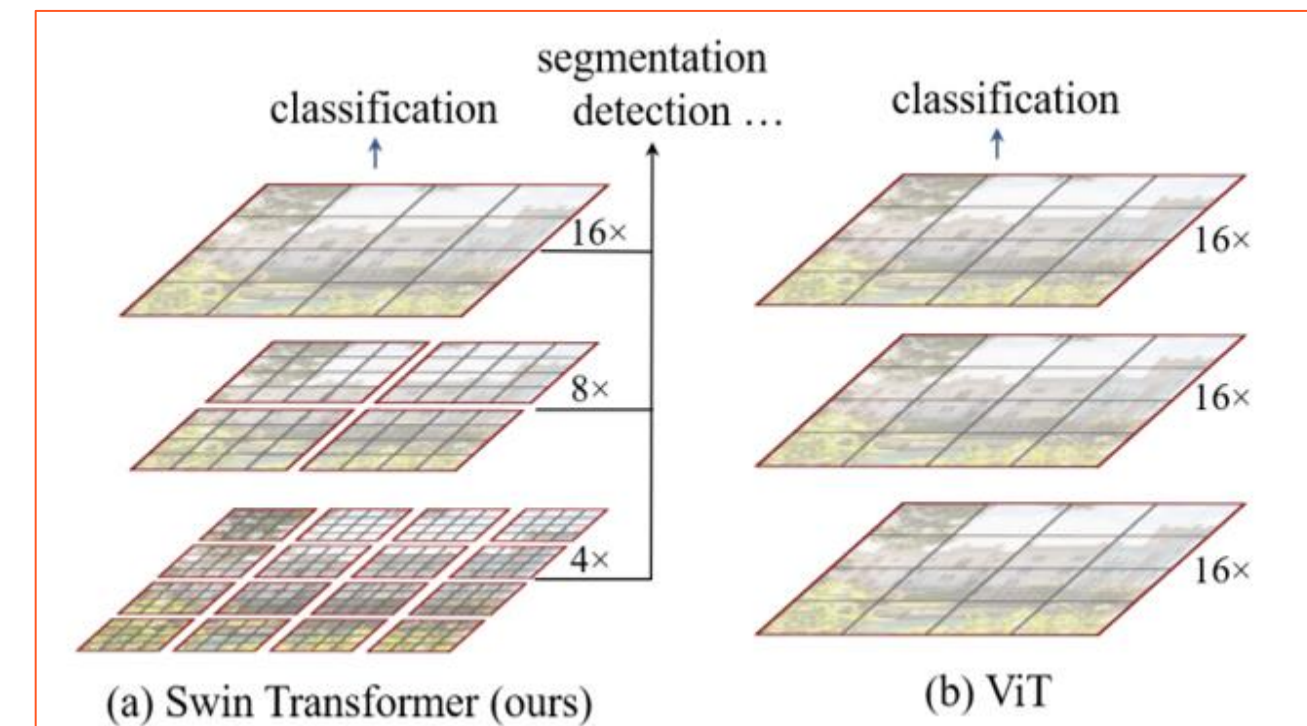 segmentation
classification
detection …
classification
16×
8×
4×
16×
16×
16×
(a) Swin Transformer (ours)
(b) ViT